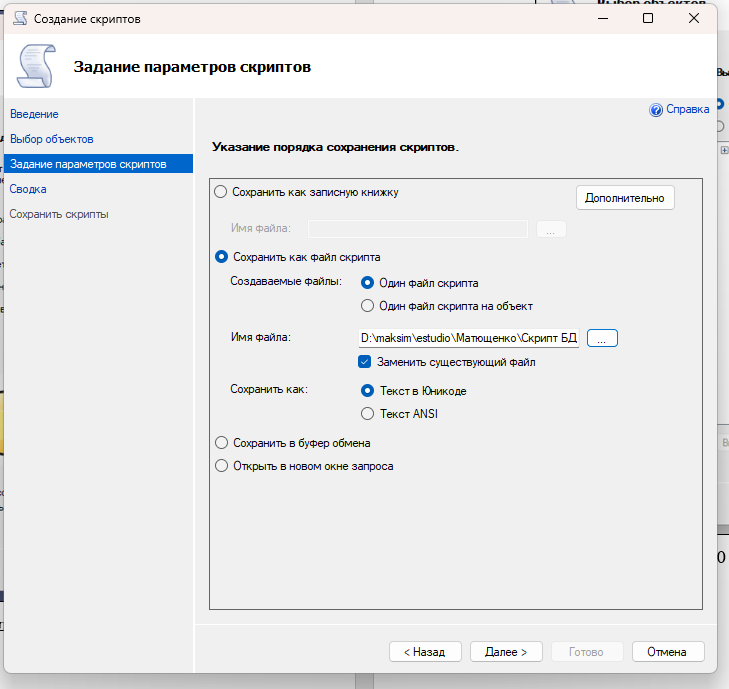 Создание скриптов
Задание параметров скриптов
Справка
Введение
Выбор объектов
Задание параметров скриптов
Сводка
Сохранить скрипты
Указание порядка сохранения скриптов.
Сохранить как записную книжку
Дополнительно
Имя файла:
...
Сохранить как файл скрипта
Создаваемые файлы:
Один файл скрипта
Один файл скрипта на объект
Имя файла:
D:\maksim\estudio\Матющенко\Скрипт БД
...
Заменить существующий файл
Сохранить как:
Текст в Юникоде
Текст ANSI
Сохранить в буфер обмена
Открыть в новом окне запроса
< Назад
Далее >
Готово
Отмена